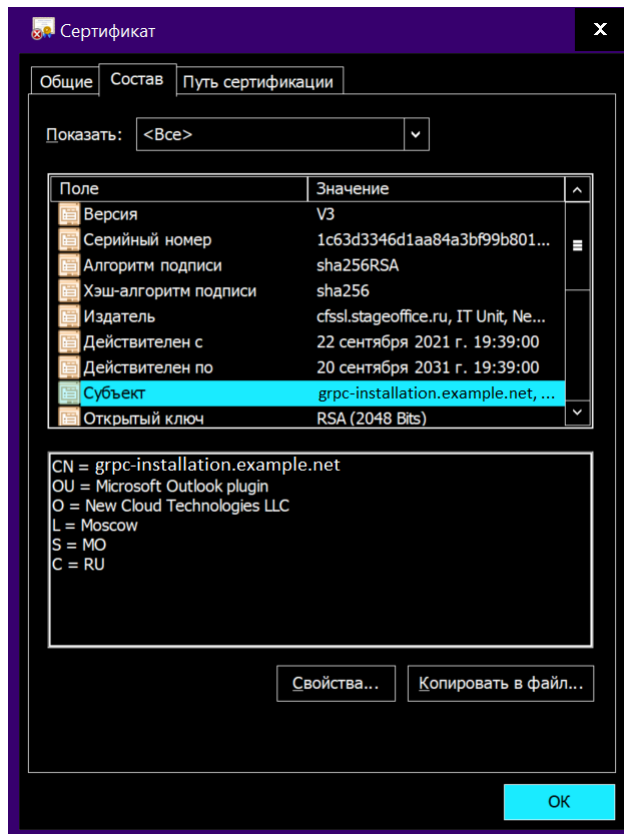 Сертификат
Общие Состав Путь сертификации
Показать: <Все>
Поле Значение
Версия V3
Серийный номер 1c63d3346d1aa84a3bf99b801...
Алгоритм подписи sha256RSA
Хэш-алгоритм подписи sha256
Издатель cfssl.stageoffice.ru, IT Unit, Ne...
Действителен с 22 сентября 2021 г. 19:39:00
Действителен по 20 сентября 2031 г. 19:39:00
Субъект grpc-installation.example.net, ...
Открытый ключ RSA (2048 Bits)
CN = grpc-installation.example.net
OU = Microsoft Outlook plugin
O = New Cloud Technologies LLC
L = Moscow
S = MO
C = RU
Свойства... Копировать в файл...
ОК